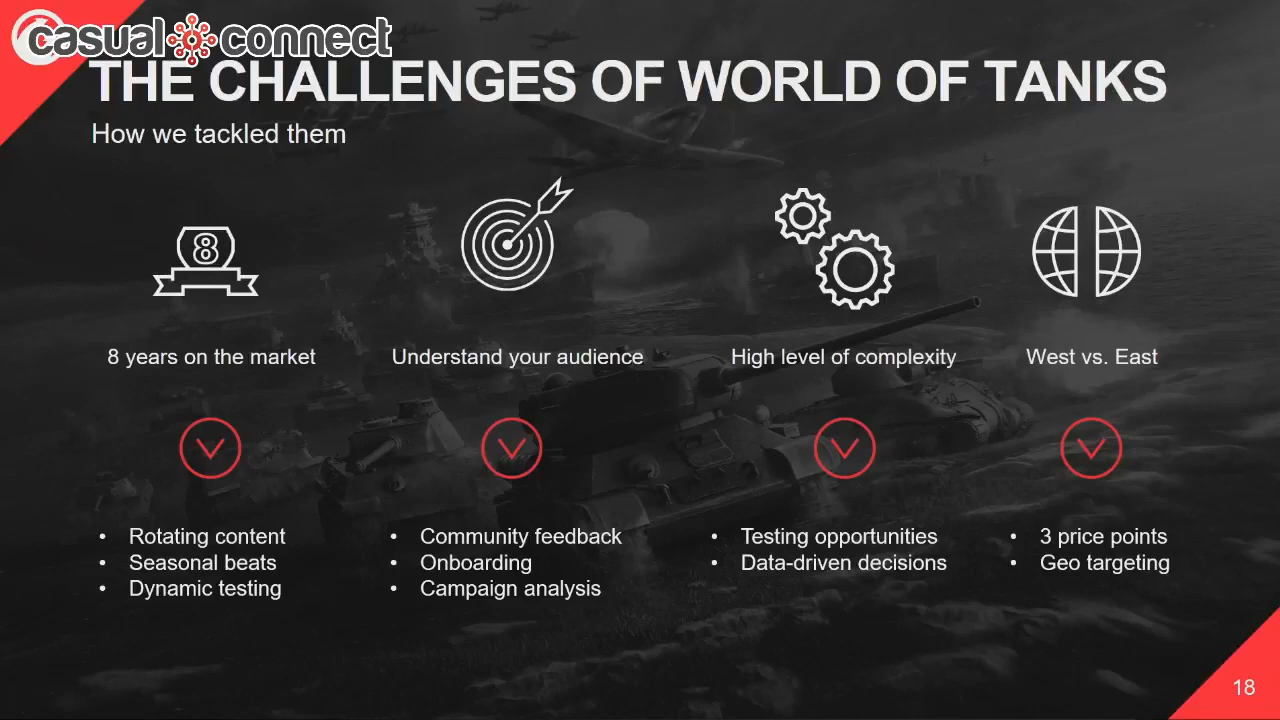 casual connect
THE CHALLENGES OF WORLD OF TANKS
How we tackled them
8
8 years on the market
Understand your audience
High level of complexity
West vs. East
• Rotating content
• Seasonal beats
• Dynamic testing
• Community feedback
• Onboarding
• Campaign analysis
• Testing opportunities
• Data-driven decisions
• 3 price points
• Geo targeting
18